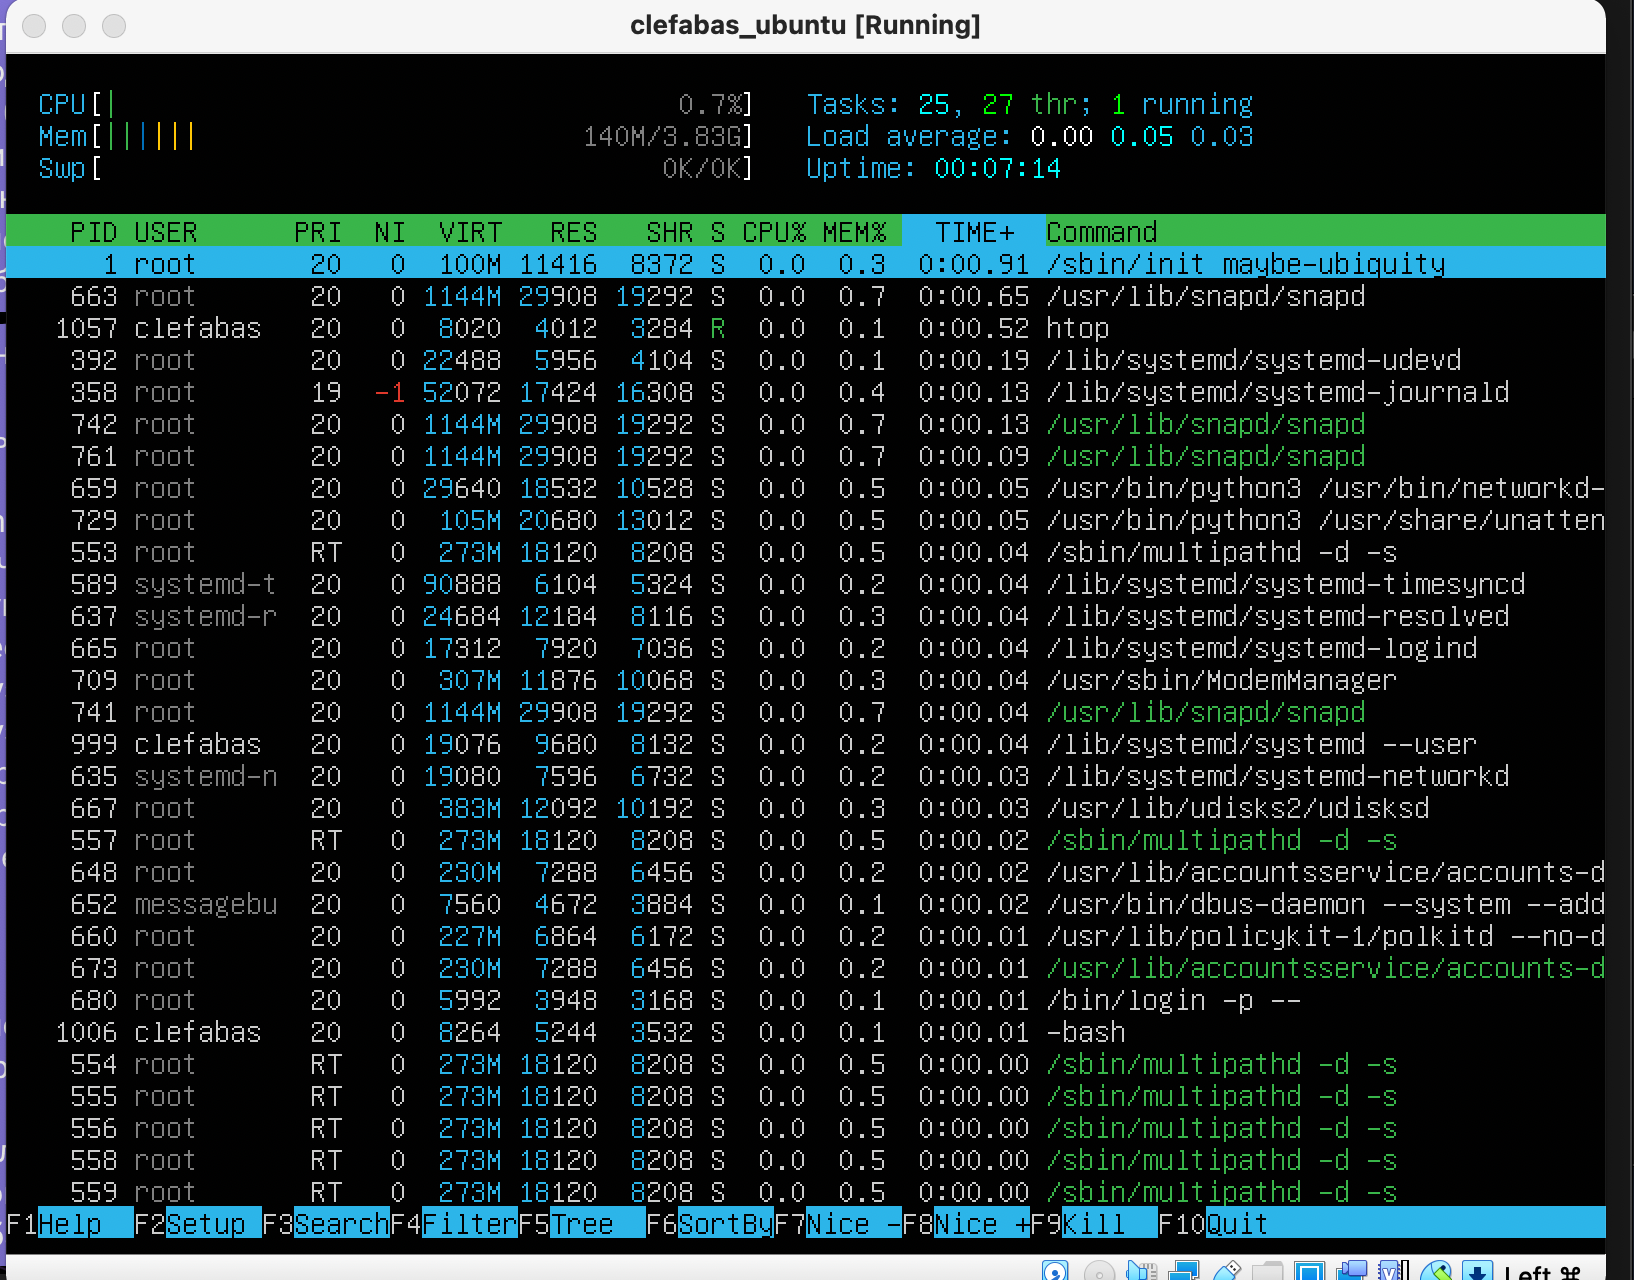 clefabas_ubuntu [Running]
CPU[| 0.7%] Tasks: 25, 27 thr; 1 running
Mem[|||||| 140M/3.83G] Load average: 0.00 0.05 0.03
Swp[ 0K/0K] Uptime: 00:07:14
PID USER PRI NI VIRT RES SHR S CPU% MEM% TIME+ Command
1 root 20 0 100M 11416 8372 S 0.0 0.3 0:00.91 /sbin/init maybe-ubiquity
663 root 20 0 1144M 29908 19292 S 0.0 0.7 0:00.65 /usr/lib/snapd/snapd
1057 clefabas 20 0 8020 4012 3284 R 0.0 0.1 0:00.52 htop
392 root 20 0 22488 5956 4104 S 0.0 0.1 0:00.19 /lib/systemd/systemd-udevd
358 root 19 -1 52072 17424 16308 S 0.0 0.4 0:00.13 /lib/systemd/systemd-journald
742 root 20 0 1144M 29908 19292 S 0.0 0.7 0:00.13 /usr/lib/snapd/snapd
761 root 20 0 1144M 29908 19292 S 0.0 0.7 0:00.09 /usr/lib/snapd/snapd
659 root 20 0 29640 18532 10528 S 0.0 0.5 0:00.05 /usr/bin/python3 /usr/bin/networkd-
729 root 20 0 105M 20680 13012 S 0.0 0.5 0:00.05 /usr/bin/python3 /usr/share/unatten
553 root RT 0 273M 18120 8208 S 0.0 0.5 0:00.04 /sbin/multipathd -d -s
589 systemd-t 20 0 90888 6104 5324 S 0.0 0.2 0:00.04 /lib/systemd/systemd-timesyncd
637 systemd-r 20 0 24684 12184 8116 S 0.0 0.3 0:00.04 /lib/systemd/systemd-resolved
665 root 20 0 17312 7920 7036 S 0.0 0.2 0:00.04 /lib/systemd/systemd-logind
709 root 20 0 307M 11876 10068 S 0.0 0.3 0:00.04 /usr/sbin/ModemManager
741 root 20 0 1144M 29908 19292 S 0.0 0.7 0:00.04 /usr/lib/snapd/snapd
999 clefabas 20 0 19076 9680 8132 S 0.0 0.2 0:00.04 /lib/systemd/systemd --user
635 systemd-n 20 0 19080 7596 6732 S 0.0 0.2 0:00.03 /lib/systemd/systemd-networkd
667 root 20 0 383M 12092 10192 S 0.0 0.3 0:00.03 /usr/lib/udisks2/udisksd
557 root RT 0 273M 18120 8208 S 0.0 0.5 0:00.02 /sbin/multipathd -d -s
648 root 20 0 230M 7288 6456 S 0.0 0.2 0:00.02 /usr/lib/accountsservice/accounts-d
652 messagebu 20 0 7560 4672 3884 S 0.0 0.1 0:00.02 /usr/bin/dbus-daemon --system --add
660 root 20 0 227M 6864 6172 S 0.0 0.2 0:00.01 /usr/lib/policykit-1/polkitd --no-d
673 root 20 0 230M 7288 6456 S 0.0 0.2 0:00.01 /usr/lib/accountsservice/accounts-d
680 root 20 0 5992 3948 3168 S 0.0 0.1 0:00.01 /bin/login -p --
1006 clefabas 20 0 8264 5244 3532 S 0.0 0.1 0:00.01 -bash
554 root RT 0 273M 18120 8208 S 0.0 0.5 0:00.00 /sbin/multipathd -d -s
555 root RT 0 273M 18120 8208 S 0.0 0.5 0:00.00 /sbin/multipathd -d -s
556 root RT 0 273M 18120 8208 S 0.0 0.5 0:00.00 /sbin/multipathd -d -s
558 root RT 0 273M 18120 8208 S 0.0 0.5 0:00.00 /sbin/multipathd -d -s
559 root RT 0 273M 18120 8208 S 0.0 0.5 0:00.00 /sbin/multipathd -d -s
F1Help F2Setup F3SearchF4FilterF5Tree F6SortByF7Nice -F8Nice +F9Kill F10Quit
Left ⌘